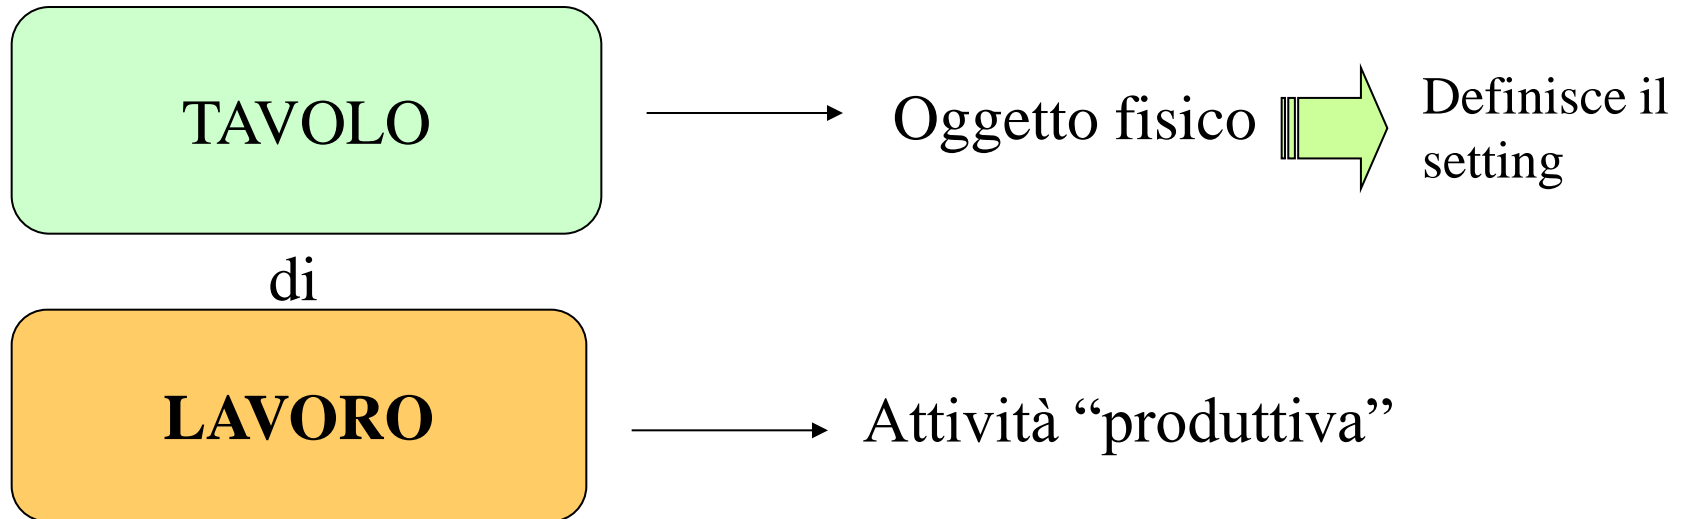 TAVOLO
Oggetto fisico
Definisce il
setting
di
LAVORO
Attività “produttiva”